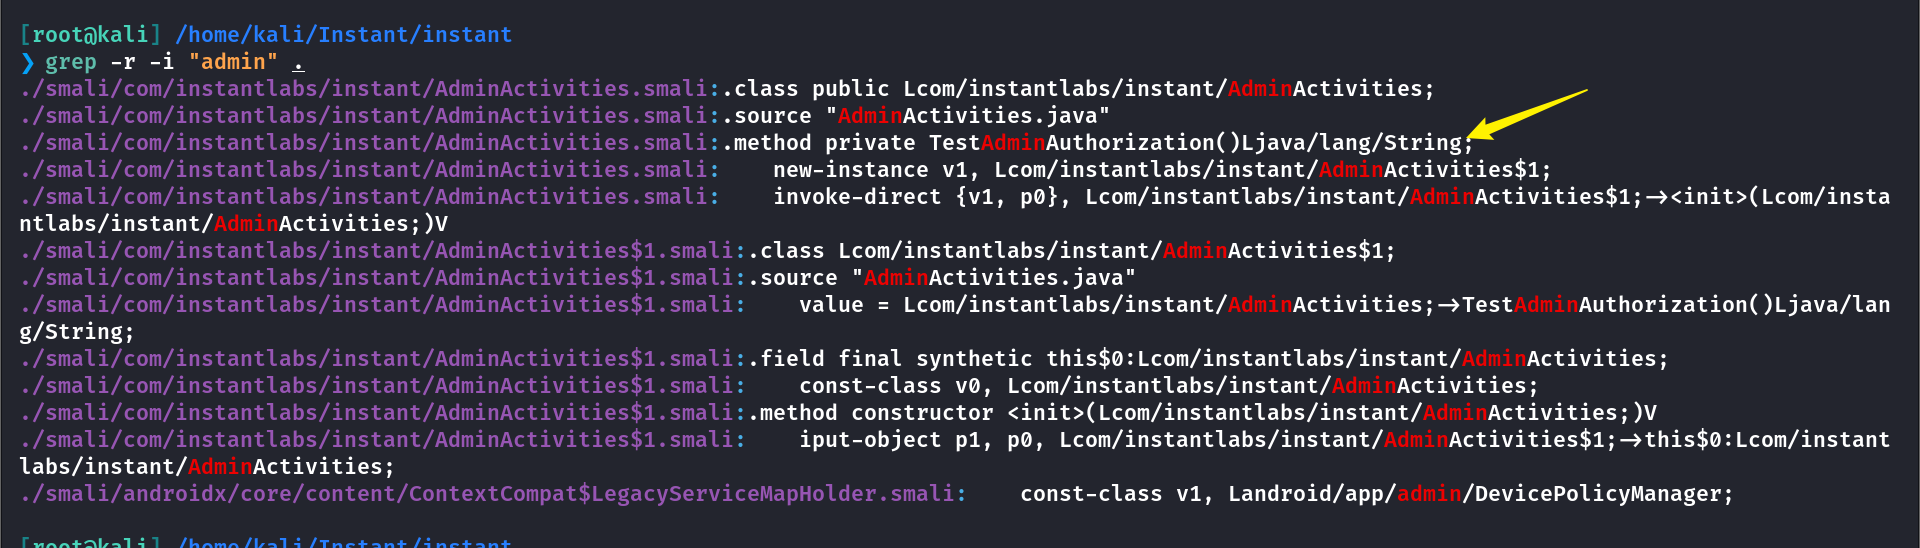 [root@kali] /home/kali/Instant/instant
❯ grep -r -i "admin" .
./smali/com/instantlabs/instant/AdminActivities.smali:.class public Lcom/instantlabs/instant/AdminActivities;
./smali/com/instantlabs/instant/AdminActivities.smali:.source "AdminActivities.java"
./smali/com/instantlabs/instant/AdminActivities.smali:.method private TestAdminAuthorization()Ljava/lang/String;
./smali/com/instantlabs/instant/AdminActivities.smali:    new-instance v1, Lcom/instantlabs/instant/AdminActivities$1;
./smali/com/instantlabs/instant/AdminActivities.smali:    invoke-direct {v1, p0}, Lcom/instantlabs/instant/AdminActivities$1;-><init>(Lcom/insta
ntlabs/instant/AdminActivities;)V
./smali/com/instantlabs/instant/AdminActivities$1.smali:.class Lcom/instantlabs/instant/AdminActivities$1;
./smali/com/instantlabs/instant/AdminActivities$1.smali:.source "AdminActivities.java"
./smali/com/instantlabs/instant/AdminActivities$1.smali:    value = Lcom/instantlabs/instant/AdminActivities;->TestAdminAuthorization()Ljava/lan
g/String;
./smali/com/instantlabs/instant/AdminActivities$1.smali:.field final synthetic this$0:Lcom/instantlabs/instant/AdminActivities;
./smali/com/instantlabs/instant/AdminActivities$1.smali:    const-class v0, Lcom/instantlabs/instant/AdminActivities;
./smali/com/instantlabs/instant/AdminActivities$1.smali:.method constructor <init>(Lcom/instantlabs/instant/AdminActivities;)V
./smali/com/instantlabs/instant/AdminActivities$1.smali:    iput-object p1, p0, Lcom/instantlabs/instant/AdminActivities$1;->this$0:Lcom/instant
labs/instant/AdminActivities;
./smali/androidx/core/content/ContextCompat$LegacyServiceMapHolder.smali:    const-class v1, Landroid/app/admin/DevicePolicyManager;
[root@kali] /home/kali/Instant/instant